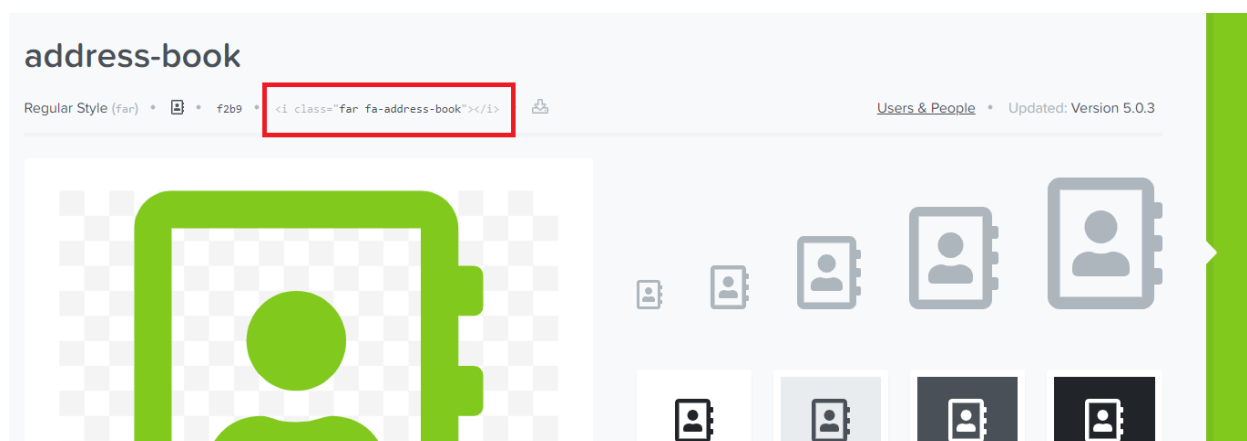 address-book
Regular Style (far) • • f2b9 • <i class="far fa-address-book"></i>
Users & People • Updated: Version 5.0.3